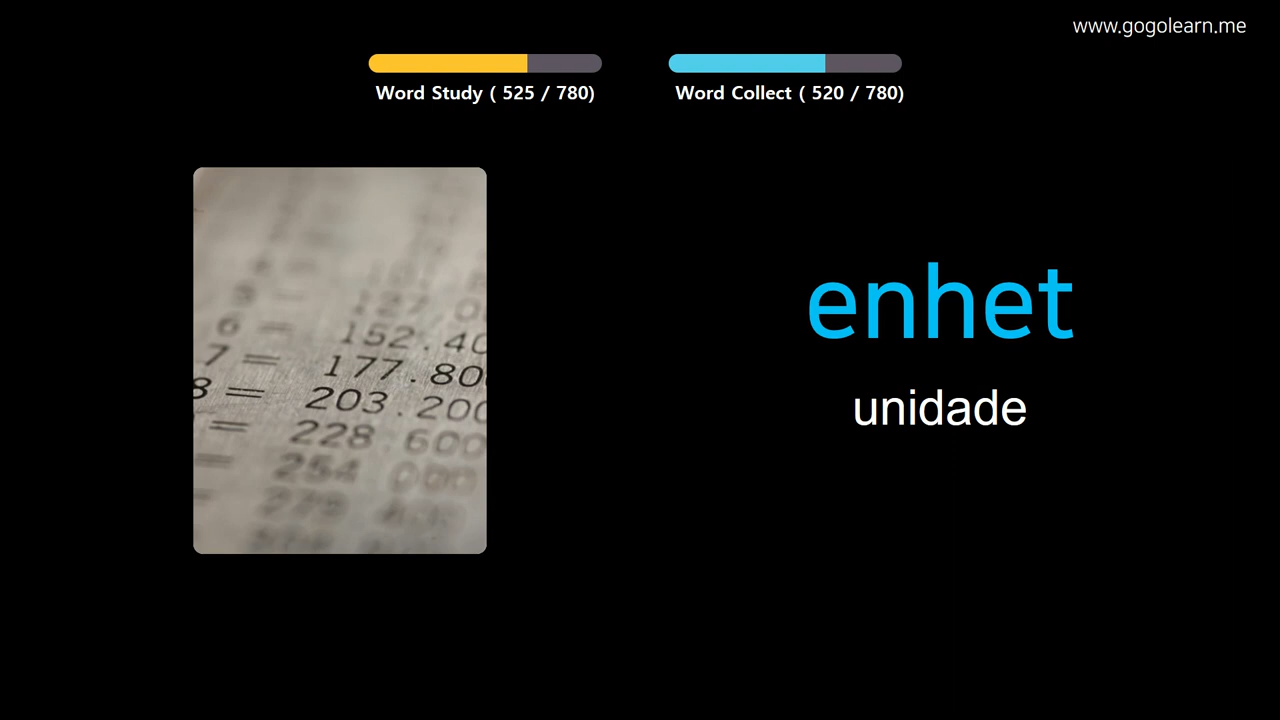 www.gogolearn.me
Word Study ( 525 / 780)
Word Collect ( 520 / 780)
6 = 152.40
7 = 177.80
8 = 203.200
= 228.600
= 254
enhet
unidade